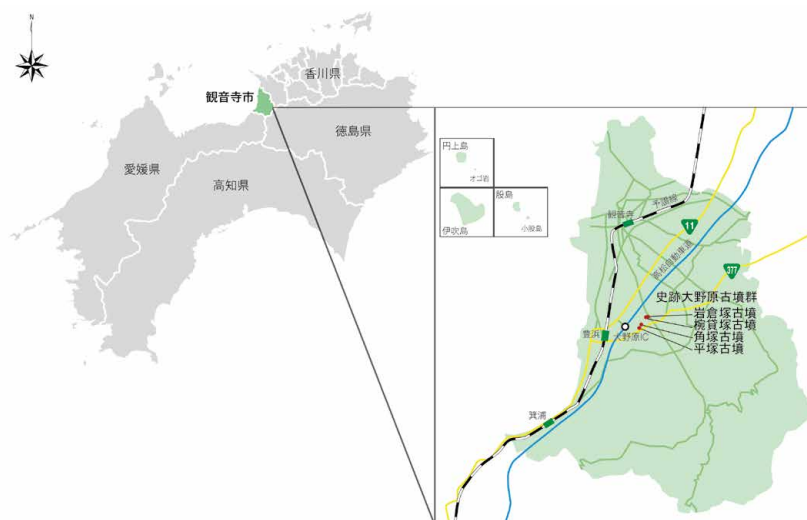 N
香川県
観音寺市
徳島県
愛媛県
高知県
円上島
オゴ岩
股島
伊吹島
小股島
観音寺
予讃線
11
高松自動車道
377
史跡大野原古墳群
岩倉塚古墳
椀貸塚古墳
角塚古墳
平塚古墳
豊浜
大野原IC
箕浦